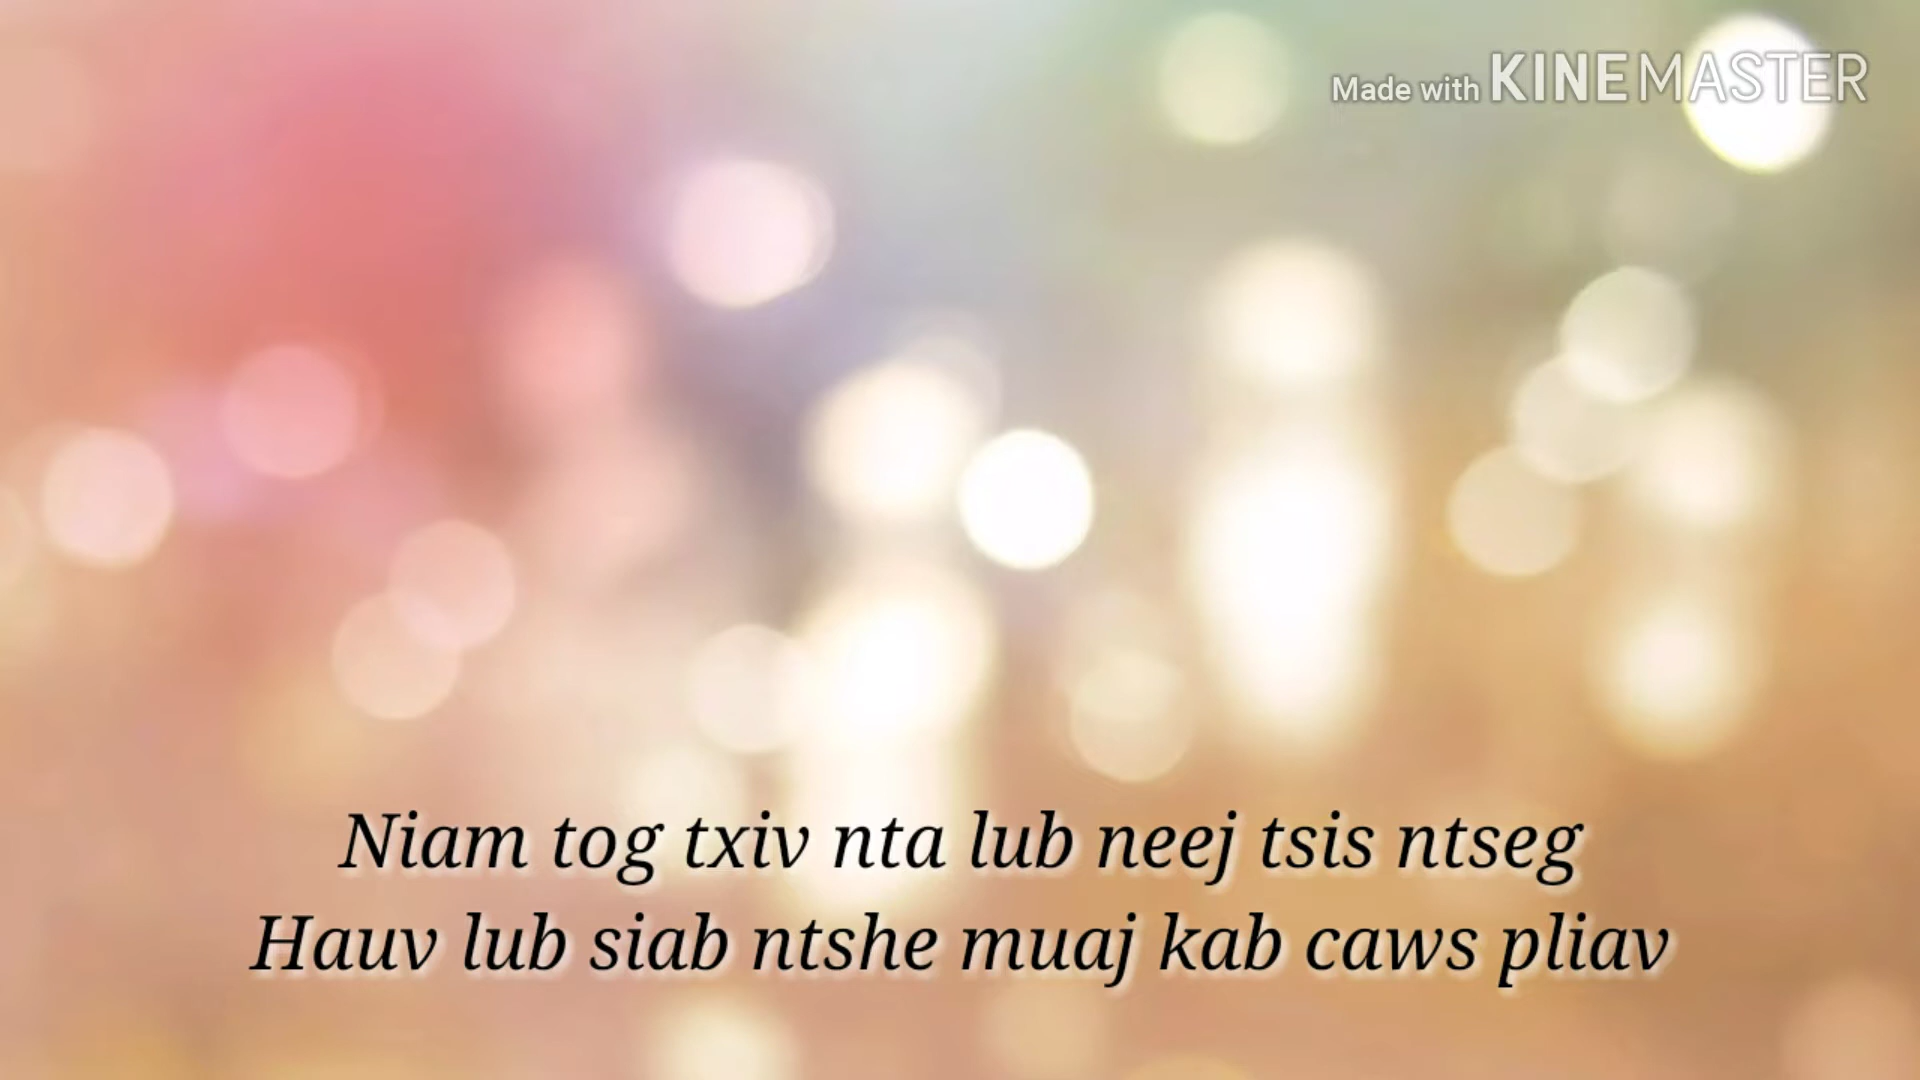 Made with KINEMASTER
Niam tog txiv nta lub neej tsis ntseg
Hauv lub siab ntshe muaj kab caws pliav